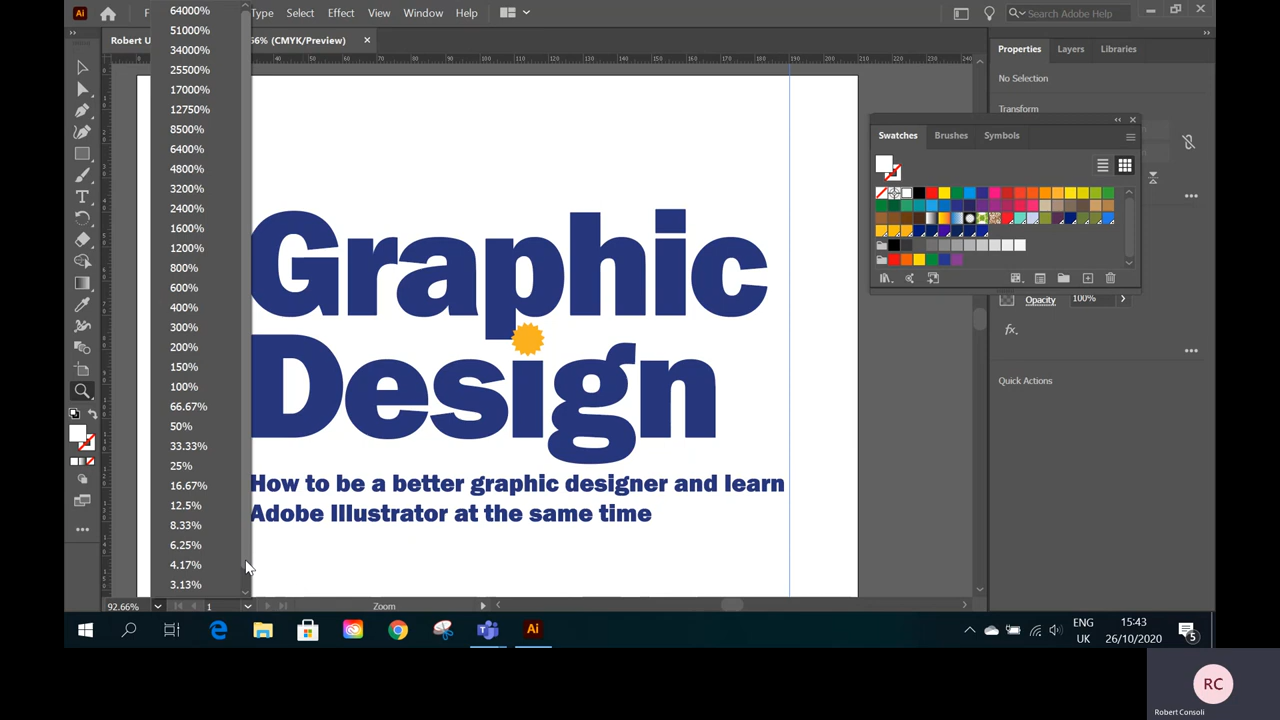 Ai
Type
Select
Effect
View
Window
Help
Search Adobe Help
Robert U
56% (CMYK/Preview)
Properties
Layers
Libraries
No Selection
Transform
Swatches
Brushes
Symbols
Opacity
100%
fx.
Quick Actions
64000%
51000%
34000%
25500%
17000%
12750%
8500%
6400%
4800%
3200%
2400%
1600%
1200%
800%
600%
400%
300%
200%
150%
100%
66.67%
50%
33.33%
25%
16.67%
12.5%
8.33%
6.25%
4.17%
3.13%
Graphic
Design
How to be a better graphic designer and learn
Adobe Illustrator at the same time
92.66%
1
Zoom
Ai
ENG
UK
15:43
26/10/2020
5
RC
Robert Consoli